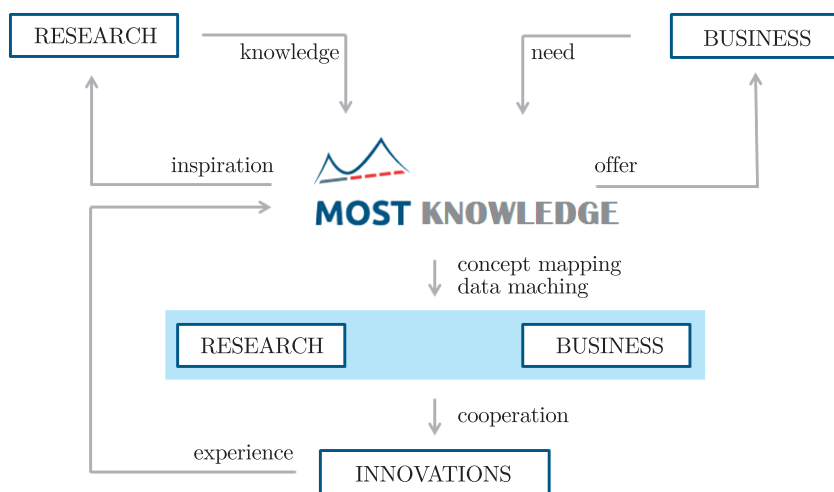 RESEARCH
BUSINESS
knowledge
need
inspiration
offer
MOST KNOWLEDGE
concept mapping
data maching
RESEARCH
BUSINESS
cooperation
experience
INNOVATIONS